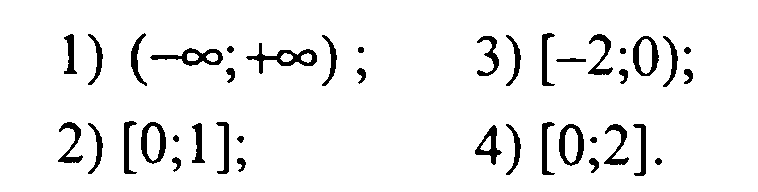 1) (−∞; +∞) ; 3) [−2;0);
2) [0;1]; 4) [0;2].